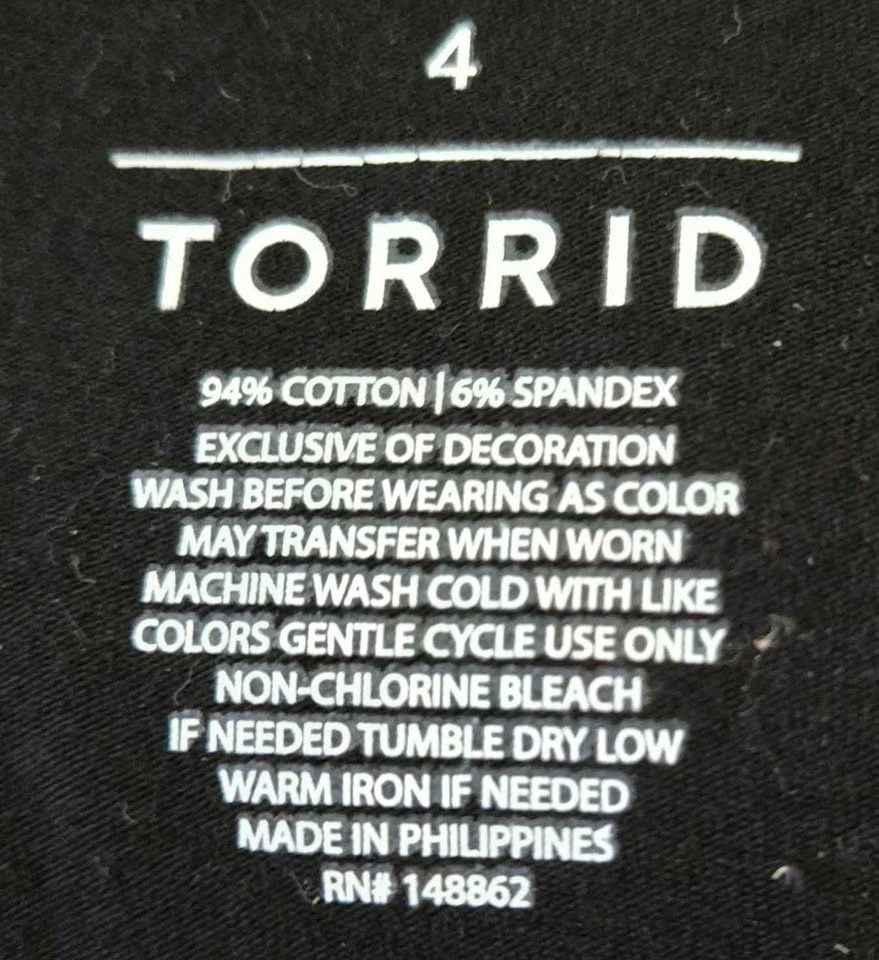 4
TORRID
94% COTTON | 6% SPANDEX
EXCLUSIVE OF DECORATION
WASH BEFORE WEARING AS COLOR
MAY TRANSFER WHEN WORN
MACHINE WASH COLD WITH LIKE
COLORS GENTLE CYCLE USE ONLY
NON-CHLORINE BLEACH
IF NEEDED TUMBLE DRY LOW
WARM IRON IF NEEDED
MADE IN PHILIPPINES
RN# 148862